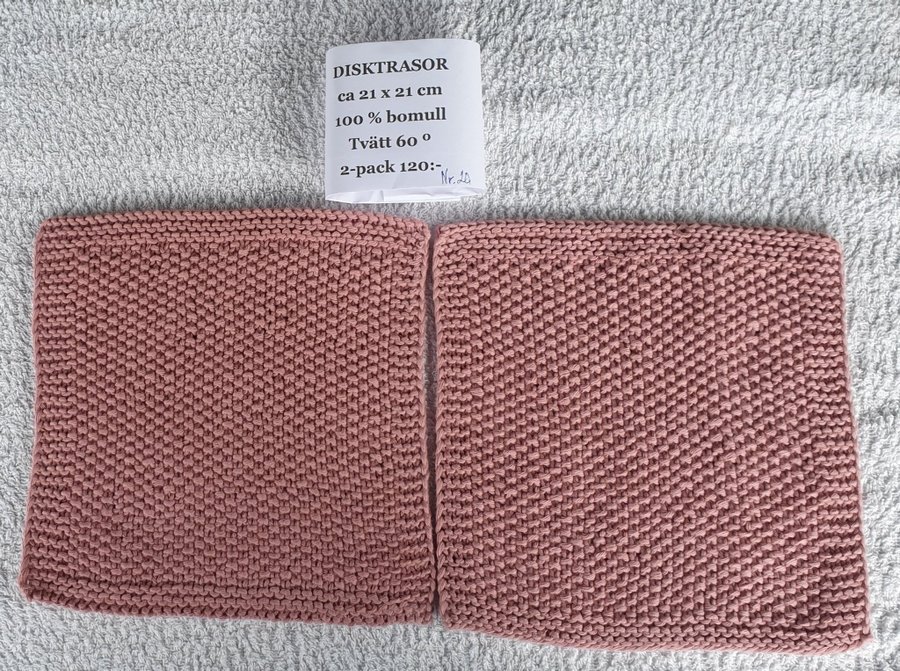 DISKTRASOR
ca 21 x 21 cm
100 % bomull
Tvätt 60 º
2-pack 120:-
Nr. 20